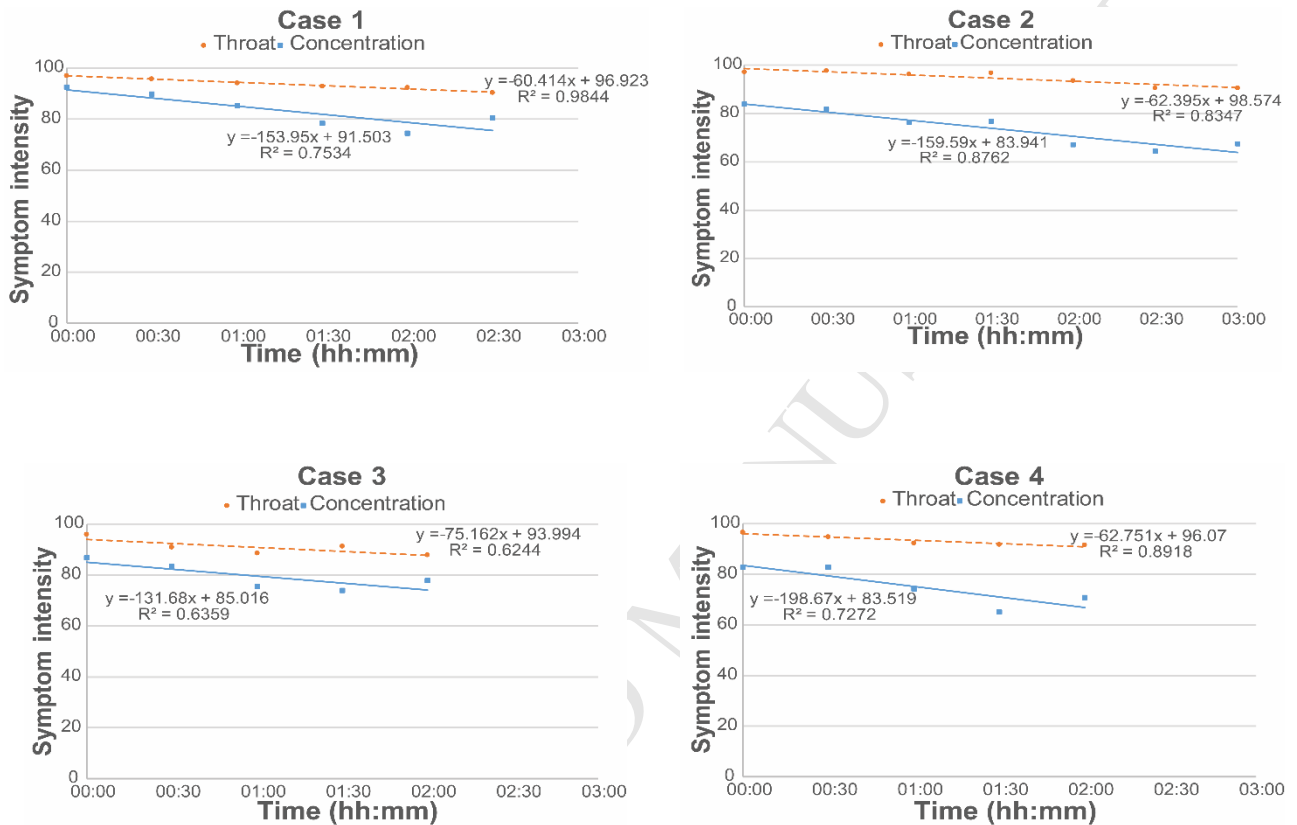 Case 1
Throat Concentration
100
80
60
40
20
0
Symptom intensity
y =-60.414x + 96.923
R² = 0.9844
y =-153.95x + 91.503
R² = 0.7534
00:00 00:30 01:00 01:30 02:00 02:30 03:00
Time (hh:mm)
Case 2
Throat Concentration
100
80
60
40
20
0
Symptom intensity
y =-62.395x + 98.574
R² = 0.8347
y =-159.59x + 83.941
R² = 0.8762
00:00 00:30 01:00 01:30 02:00 02:30 03:00
Time (hh:mm)
Case 3
Throat Concentration
100
80
60
40
20
0
Symptom intensity
y =-75.162x + 93.994
R² = 0.6244
y =-131.68x + 85.016
R² = 0.6359
00:00 00:30 01:00 01:30 02:00 02:30 03:00
Time (hh:mm)
Case 4
Throat Concentration
100
80
60
40
20
0
Symptom intensity
y =-62.751x + 96.07
R² = 0.8918
y =-198.67x + 83.519
R² = 0.7272
00:00 00:30 01:00 01:30 02:00 02:30 03:00
Time (hh:mm)